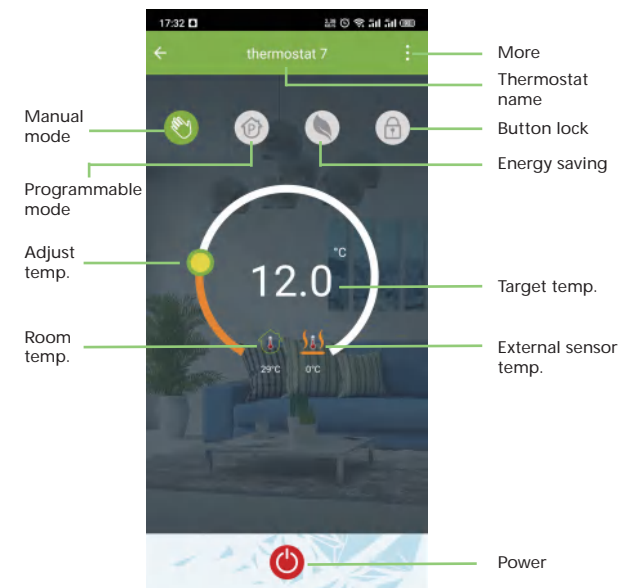 17:32
thermostat 7
More
Thermostat
name
Manual
mode
P
Button lock
Energy saving
Programmable
mode
Adjust
temp.
°C
12.0
Target temp.
Room
temp.
29°C
0°C
External sensor
temp.
Power